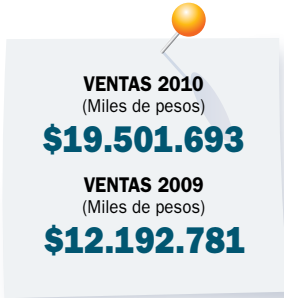 VENTAS 2010
(Miles de pesos)
$19.501.693
VENTAS 2009
(Miles de pesos)
$12.192.781